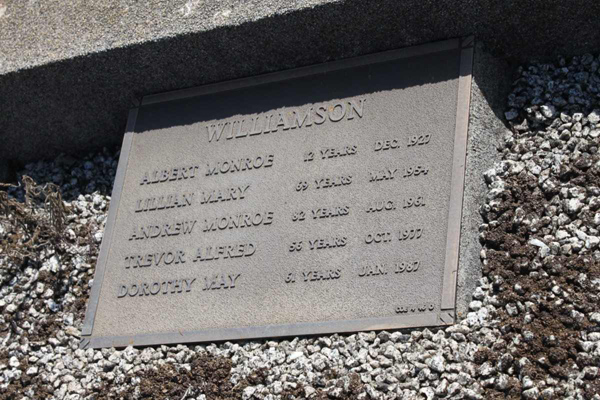 WILLIAMSON
ALBERT MONROE 12 YEARS DEC. 1927
LILLIAN MARY 69 YEARS MAY 1954
ANDREW MONROE 82 YEARS AUG. 1961
TREVOR ALFRED 56 YEARS OCT. 1977
DOROTHY MAY 61 YEARS JAN. 1987